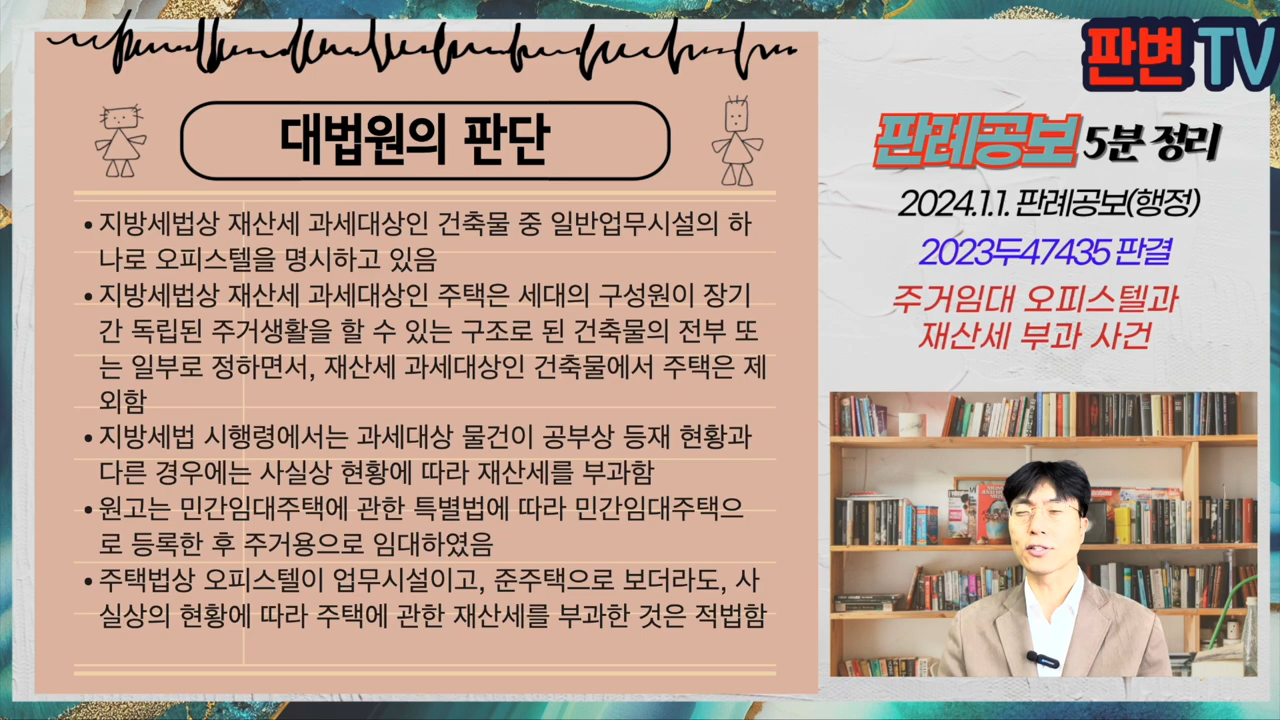 대법원의 판단
• 지방세법상 재산세 과세대상인 건축물 중 일반업무시설의 하
나로 오피스텔을 명시하고 있음
• 지방세법상 재산세 과세대상인 주택은 세대의 구성원이 장기
간 독립된 주거생활을 할 수 있는 구조로 된 건축물의 전부 또
는 일부로 정하면서, 재산세 과세대상인 건축물에서 주택은 제
외함
• 지방세법 시행령에서는 과세대상 물건이 공부상 등재 현황과
다른 경우에는 사실상 현황에 따라 재산세를 부과함
• 원고는 민간임대주택에 관한 특별법에 따라 민간임대주택으
로 등록한 후 주거용으로 임대하였음
• 주택법상 오피스텔이 업무시설이고, 준주택으로 보더라도, 사
실상의 현황에 따라 주택에 관한 재산세를 부과한 것은 적법함
판변 TV
판례공보 5분 정리
2024.1.1. 판례공보(행정)
2023두47435 판결
주거임대 오피스텔과
재산세 부과 사건